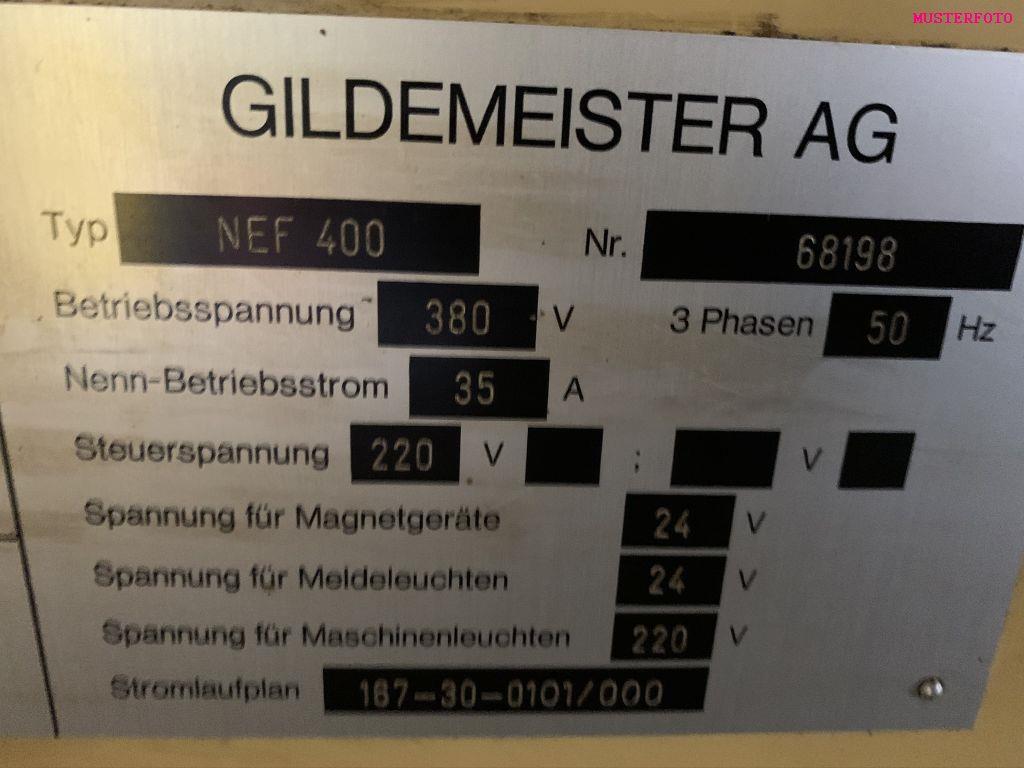 MUSTERFOTO
GILDEMEISTER AG
Typ NEF 400 Nr. 68198
Betriebsspannung 380 V 3 Phasen 50 Hz
Nenn-Betriebsstrom 35 A
Steuerspannung 220 V ; V
Spannung für Magnetgeräte 24 V
Spannung für Meldeleuchten 24 V
Spannung für Maschinenleuchten 220 V
Stromlaufplan 167-30-0101/000